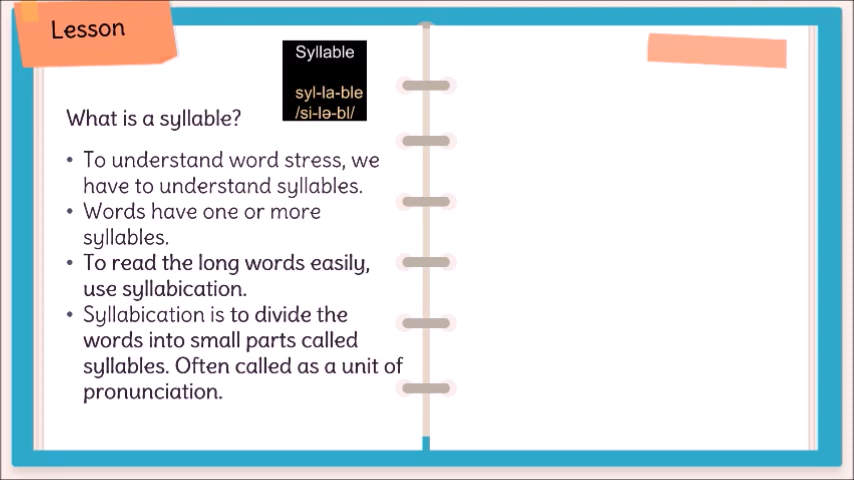 Lesson
Syllable
syl-la-ble
/si-lə-bl/
What is a syllable?
• To understand word stress, we
have to understand syllables.
• Words have one or more
syllables.
• To read the long words easily,
use syllabication.
• Syllabication is to divide the
words into small parts called
syllables. Often called as a unit of
pronunciation.